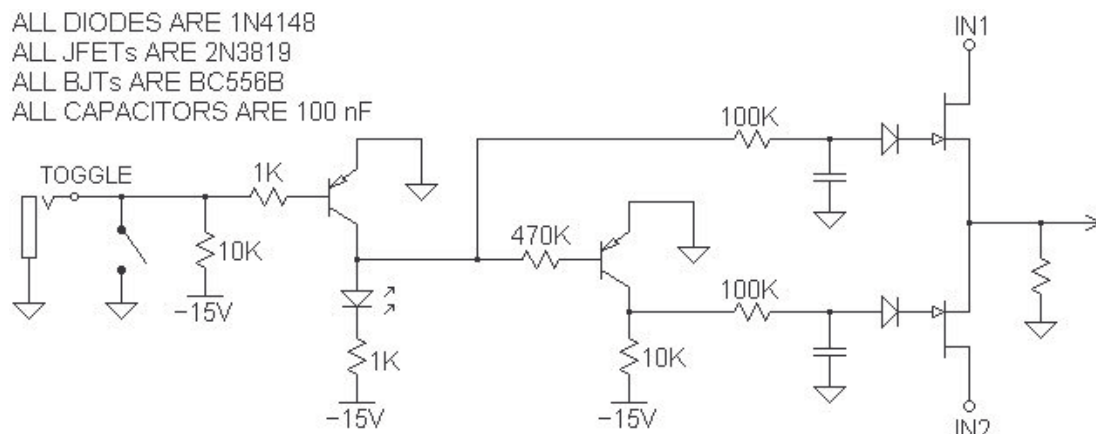 ALL DIODES ARE 1N4148
ALL JFETs ARE 2N3819
ALL BJTs ARE BC556B
ALL CAPACITORS ARE 100 nF
IN1
100K
TOGGLE
1K
10K
470K
−15V
100K
1K
10K
−15V
−15V
IN2